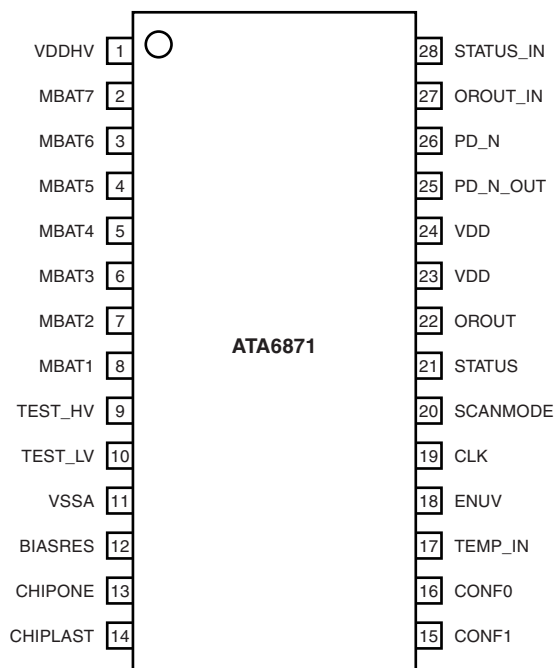 VDDHV 1 28 STATUS_IN
MBAT7 2 27 OROUT_IN
MBAT6 3 26 PD_N
MBAT5 4 25 PD_N_OUT
MBAT4 5 24 VDD
MBAT3 6 23 VDD
MBAT2 7 22 OROUT
ATA6871
MBAT1 8 21 STATUS
TEST_HV 9 20 SCANMODE
TEST_LV 10 19 CLK
VSSA 11 18 ENUV
BIASRES 12 17 TEMP_IN
CHIPONE 13 16 CONF0
CHIPLAST 14 15 CONF1